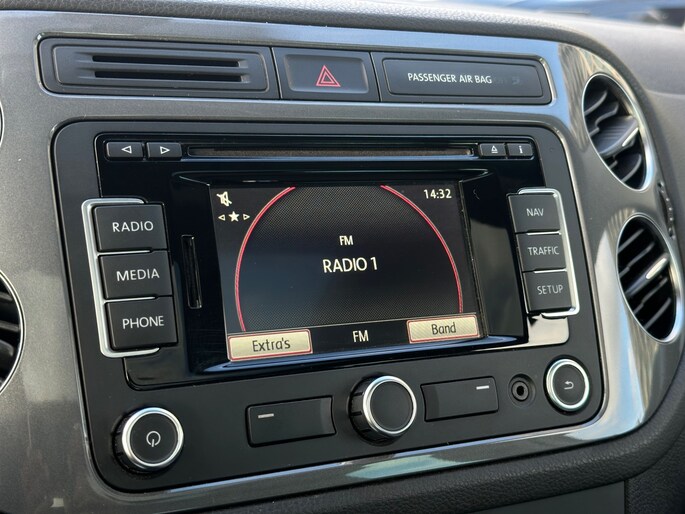 PASSENGER AIR BAG
RADIO
MEDIA
PHONE
14:32
FM
RADIO 1
Extra's
FM
Band
NAV
TRAFFIC
SETUP
i